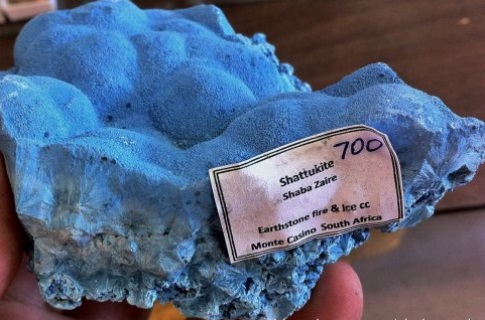 700
Shattukite
Shaba Zaire
Earthstone fire & Ice cc
Monte Casino South Africa